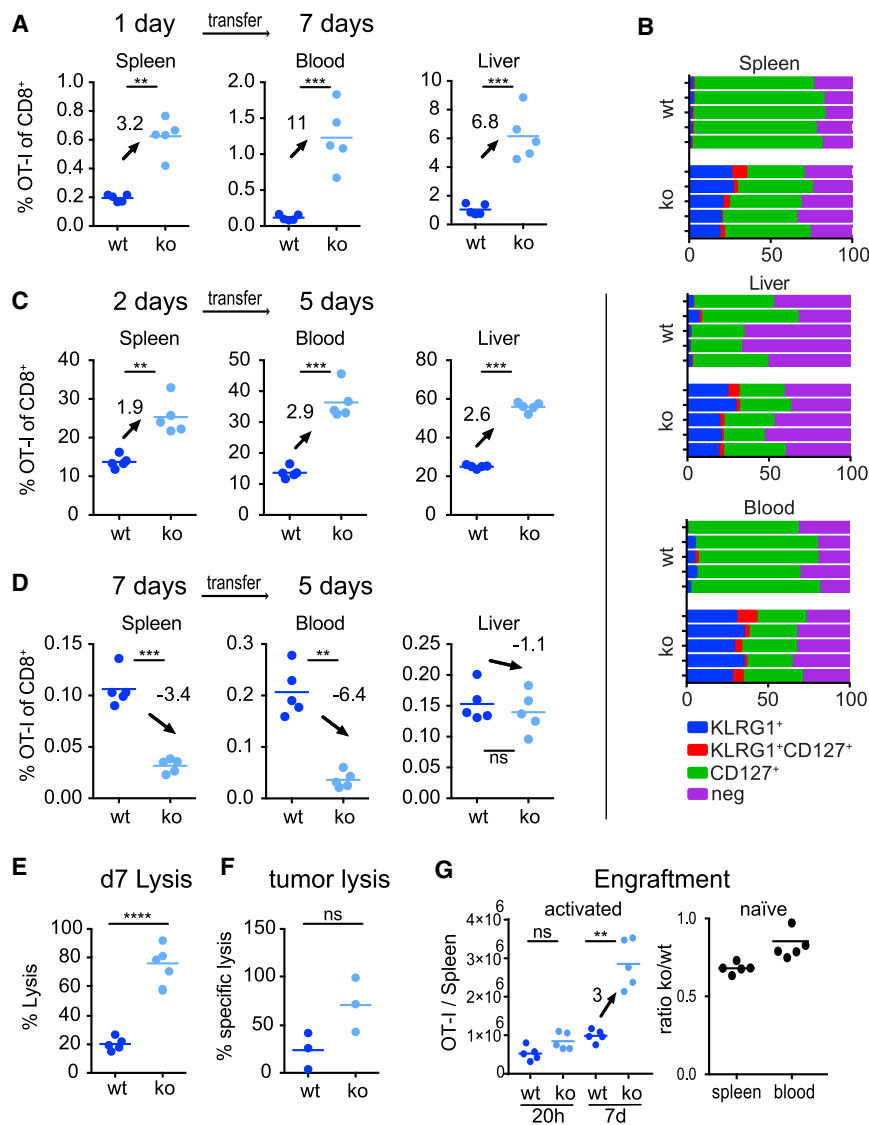 A
1 day transfer 7 days
Spleen
Blood
Liver
% OT-I of CD8⁺
1.0
0.8
0.6
0.4
0.2
0.0
**
3.2
wt ko
2.0
1.5
1.0
0.5
0.0
***
11
wt ko
10
8
6
4
2
0
***
6.8
wt ko
B
Spleen
wt
ko
0 50 100
Liver
wt
ko
0 50 100
Blood
wt
ko
0 50 100
KLRG1⁺
KLRG1⁺CD127⁺
CD127⁺
neg
C
2 days transfer 5 days
Spleen
Blood
Liver
% OT-I of CD8⁺
40
30
20
10
0
**
1.9
wt ko
50
40
30
20
10
0
***
2.9
wt ko
80
60
40
20
0
***
2.6
wt ko
D
7 days transfer 5 days
Spleen
Blood
Liver
% OT-I of CD8⁺
0.15
0.10
0.05
0.00
***
-3.4
wt ko
0.3
0.2
0.1
0.0
**
-6.4
wt ko
0.25
0.20
0.15
0.10
0.05
0.00
-1.1
ns
wt ko
E
d7 Lysis
% Lysis
100
80
60
40
20
0
****
wt ko
F
tumor lysis
% specific lysis
150
100
50
0
ns
wt ko
G
Engraftment
activated
OT-I / Spleen
4×10⁶
3×10⁶
2×10⁶
1×10⁶
0
ns
**
3
wt ko wt ko
20h 7d
naïve
ratio ko/wt
1.0
0.5
0.0
spleen blood